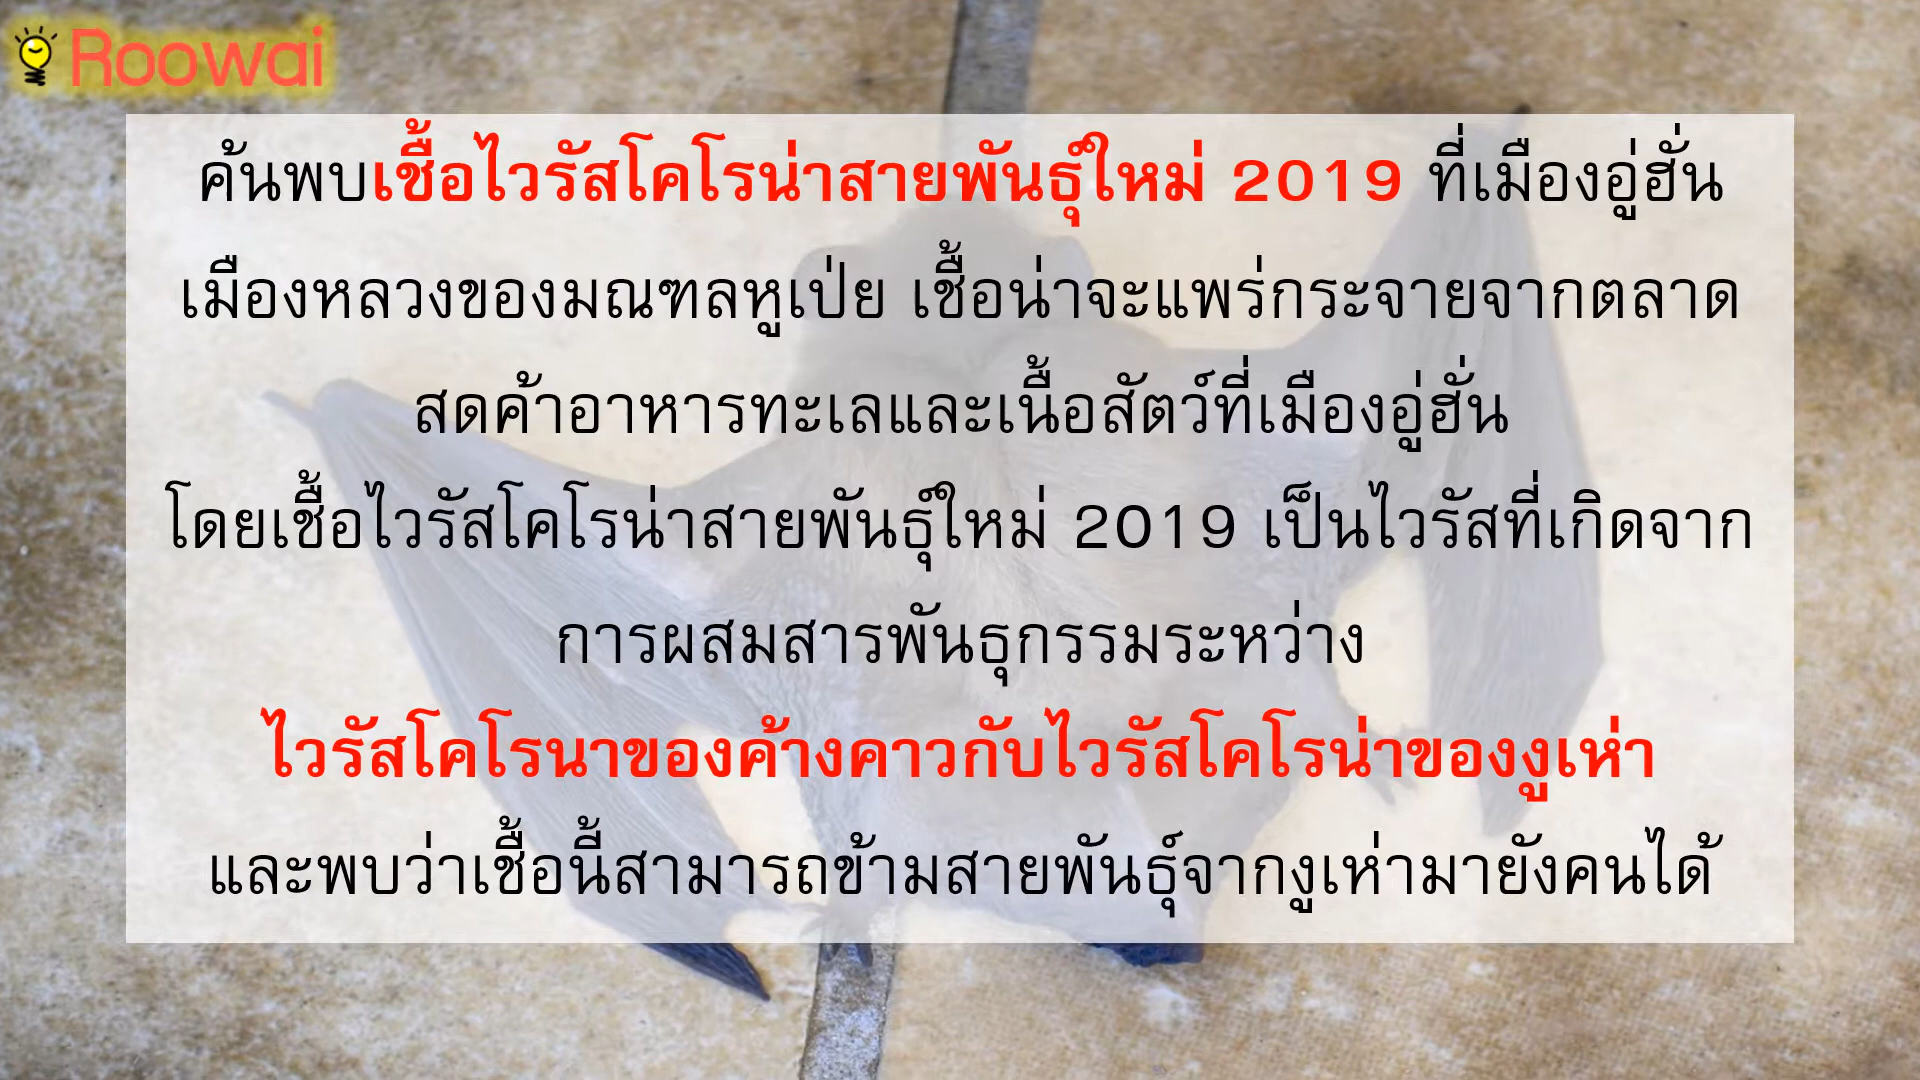 Roowai
ค้นพบเชื้อไวรัสโคโรน่าสายพันธุ์ใหม่ 2019 ที่เมืองอู่ฮั่น
เมืองหลวงของมณฑลหูเป่ย เชื้อน่าจะแพร่กระจายจากตลาด
สดค้าอาหารทะเลและเนื้อสัตว์ที่เมืองอู่ฮั่น
โดยเชื้อไวรัสโคโรน่าสายพันธุ์ใหม่ 2019 เป็นไวรัสที่เกิดจาก
การผสมสารพันธุกรรมระหว่าง
ไวรัสโคโรนาของค้างคาวกับไวรัสโคโรน่าของงูเห่า
และพบว่าเชื้อนี้สามารถข้ามสายพันธุ์จากงูเห่ามายังคนได้